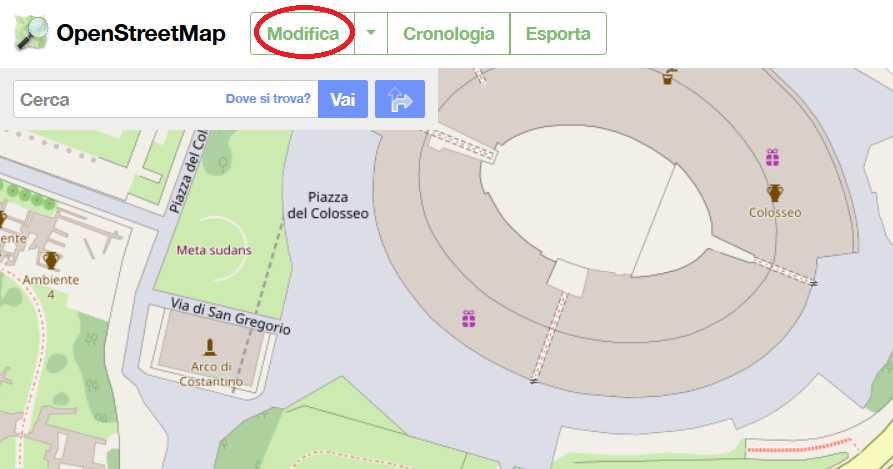 OpenStreetMap
Modifica
Cronologia
Esporta
Cerca
Dove si trova?
Vai
Piazza del Col
Piazza
del Colosseo
Colosseo
Meta sudans
ente
Ambiente
4
Via di San Gregorio
Arco di
Costantino